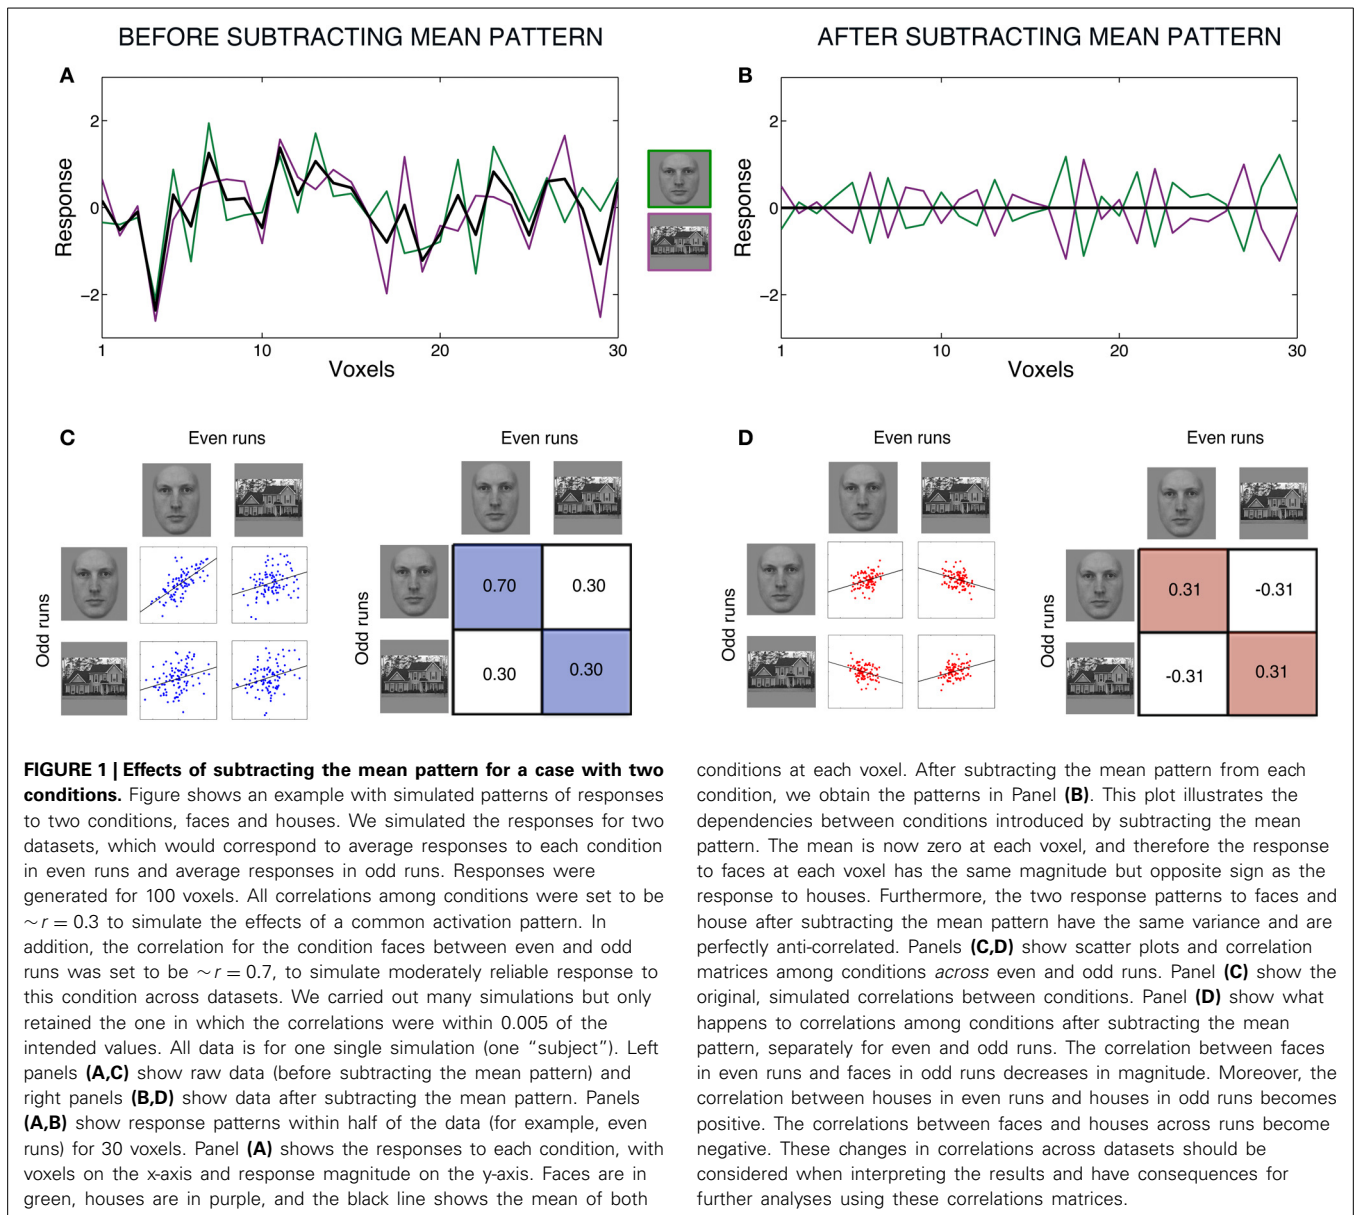 BEFORE SUBTRACTING MEAN PATTERN
AFTER SUBTRACTING MEAN PATTERN
A
2
0
−2
Response
1
10
20
30
Voxels
B
2
0
−2
Response
1
10
20
30
Voxels
C
Even runs
Even runs
Odd runs
Odd runs
0.70
0.30
0.30
0.30
D
Even runs
Even runs
Odd runs
Odd runs
0.31
-0.31
-0.31
0.31
FIGURE 1 | Effects of subtracting the mean pattern for a case with two
conditions. Figure shows an example with simulated patterns of responses
to two conditions, faces and houses. We simulated the responses for two
datasets, which would correspond to average responses to each condition
in even runs and average responses in odd runs. Responses were
generated for 100 voxels. All correlations among conditions were set to be
∼r = 0.3 to simulate the effects of a common activation pattern. In
addition, the correlation for the condition faces between even and odd
runs was set to be ∼r = 0.7, to simulate moderately reliable response to
this condition across datasets. We carried out many simulations but only
retained the one in which the correlations were within 0.005 of the
intended values. All data is for one single simulation (one “subject”). Left
panels (A,C) show raw data (before subtracting the mean pattern) and
right panels (B,D) show data after subtracting the mean pattern. Panels
(A,B) show response patterns within half of the data (for example, even
runs) for 30 voxels. Panel (A) shows the responses to each condition, with
voxels on the x-axis and response magnitude on the y-axis. Faces are in
green, houses are in purple, and the black line shows the mean of both
conditions at each voxel. After subtracting the mean pattern from each
condition, we obtain the patterns in Panel (B). This plot illustrates the
dependencies between conditions introduced by subtracting the mean
pattern. The mean is now zero at each voxel, and therefore the response
to faces at each voxel has the same magnitude but opposite sign as the
response to houses. Furthermore, the two response patterns to faces and
house after subtracting the mean pattern have the same variance and are
perfectly anti-correlated. Panels (C,D) show scatter plots and correlation
matrices among conditions across even and odd runs. Panel (C) show the
original, simulated correlations between conditions. Panel (D) show what
happens to correlations among conditions after subtracting the mean
pattern, separately for even and odd runs. The correlation between faces
in even runs and faces in odd runs decreases in magnitude. Moreover, the
correlation between houses in even runs and houses in odd runs becomes
positive. The correlations between faces and houses across runs become
negative. These changes in correlations across datasets should be
considered when interpreting the results and have consequences for
further analyses using these correlations matrices.